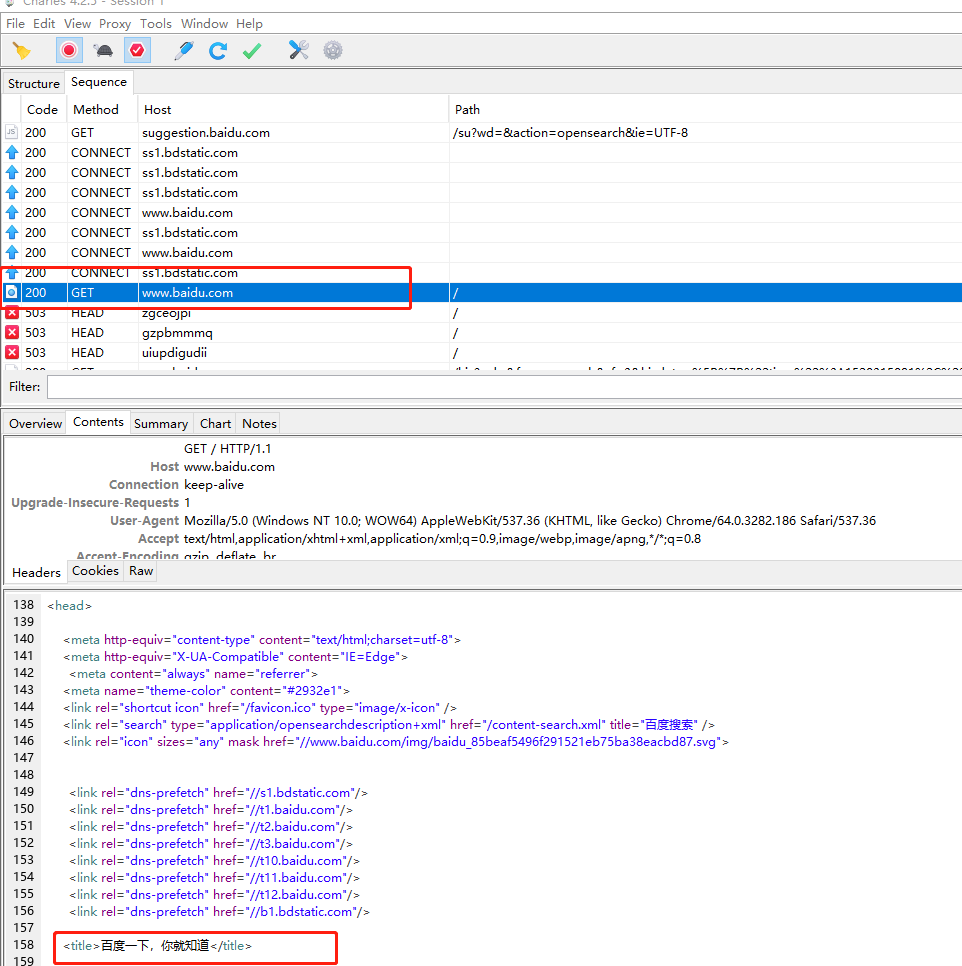 Charles 4.2.5 - Session 1
File Edit View Proxy Tools Window Help
Structure Sequence
Code Method Host Path
JS 200 GET suggestion.baidu.com /su?wd=&action=opensearch&ie=UTF-8
200 CONNECT ss1.bdstatic.com
200 CONNECT ss1.bdstatic.com
200 CONNECT ss1.bdstatic.com
200 CONNECT www.baidu.com
200 CONNECT ss1.bdstatic.com
200 CONNECT www.baidu.com
200 CONNECT ss1.bdstatic.com
200 GET www.baidu.com /
503 HEAD zgceojpi /
503 HEAD gzpbmmmq /
503 HEAD uiupdigudii /
Filter:
Overview Contents Summary Chart Notes
GET / HTTP/1.1
Host www.baidu.com
Connection keep-alive
Upgrade-Insecure-Requests 1
User-Agent Mozilla/5.0 (Windows NT 10.0; WOW64) AppleWebKit/537.36 (KHTML, like Gecko) Chrome/64.0.3282.186 Safari/537.36
Accept text/html,application/xhtml+xml,application/xml;q=0.9,image/webp,image/apng,*/*;q=0.8
Accept-Encoding gzip, deflate, br
Headers Cookies Raw
138 <head>
139
140 <meta http-equiv="content-type" content="text/html;charset=utf-8">
141 <meta http-equiv="X-UA-Compatible" content="IE=Edge">
142 <meta content="always" name="referrer">
143 <meta name="theme-color" content="#2932e1">
144 <link rel="shortcut icon" href="/favicon.ico" type="image/x-icon" />
145 <link rel="search" type="application/opensearchdescription+xml" href="/content-search.xml" title="百度搜索" />
146 <link rel="icon" sizes="any" mask href="//www.baidu.com/img/baidu_85beaf5496f291521eb75ba38eacbd87.svg">
147
148
149 <link rel="dns-prefetch" href="//s1.bdstatic.com"/>
150 <link rel="dns-prefetch" href="//t1.baidu.com"/>
151 <link rel="dns-prefetch" href="//t2.baidu.com"/>
152 <link rel="dns-prefetch" href="//t3.baidu.com"/>
153 <link rel="dns-prefetch" href="//t10.baidu.com"/>
154 <link rel="dns-prefetch" href="//t11.baidu.com"/>
155 <link rel="dns-prefetch" href="//t12.baidu.com"/>
156 <link rel="dns-prefetch" href="//b1.bdstatic.com"/>
157
158 <title>百度一下，你就知道</title>
159